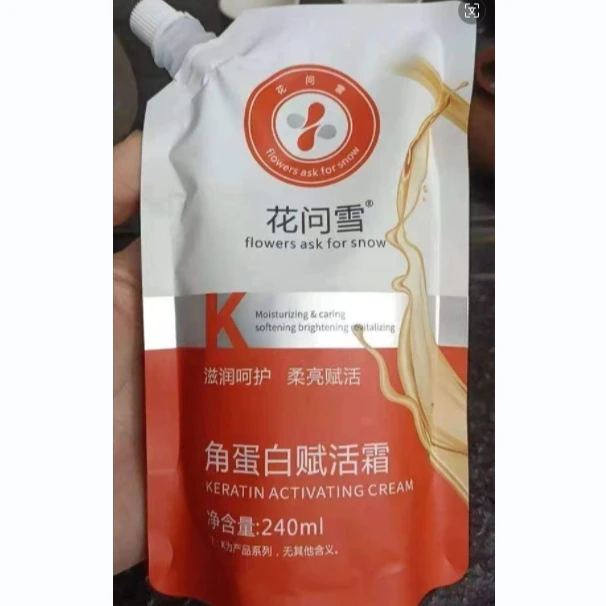 花问雪
flowers ask for snow
花问雪®
flowers ask for snow
K
Moisturizing & caring
softening brightening revitalizing
滋润呵护 柔亮赋活
角蛋白赋活霜
KERATIN ACTIVATING CREAM
净含量:240ml
K为产品系列，无其他含义。